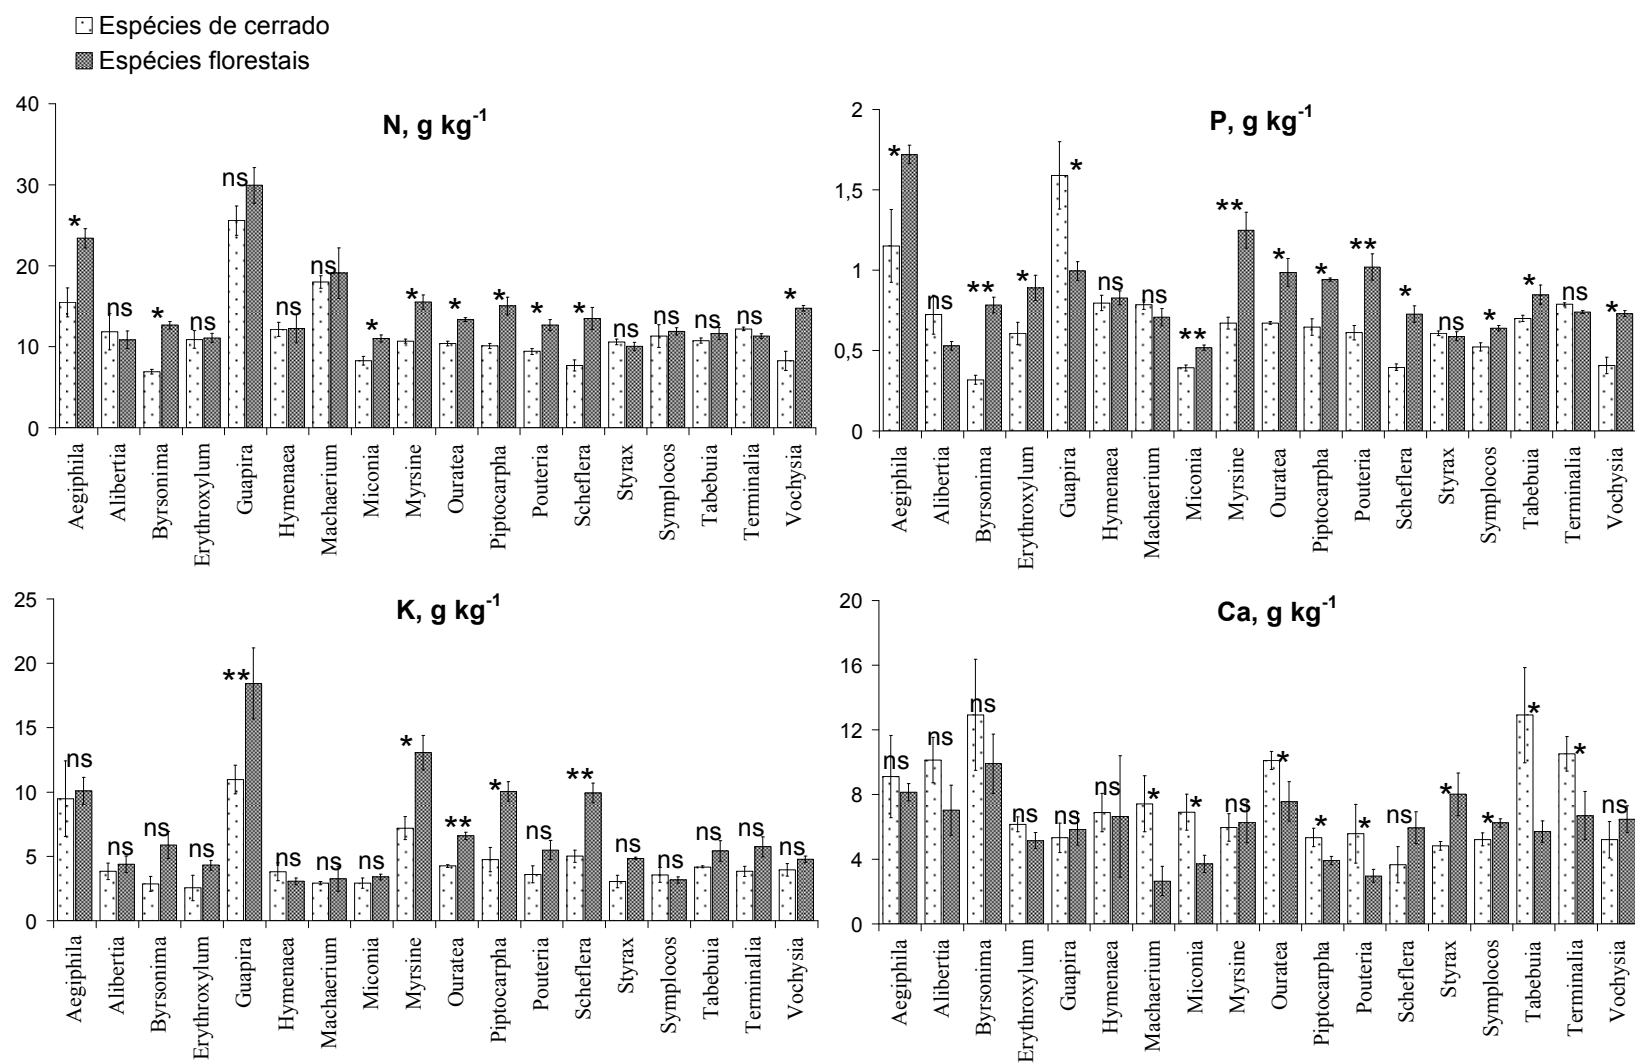 Espécies de cerrado
Espécies florestais
N, g kg-1
40
30
20
10
0
* ns * ns ns ns ns * * * * * * ns ns ns ns *
Aegiphila Alibertia Byrsonima Erythroxylum Guapira Hymenaea Machaerium Miconia Myrsine Ouratea Piptocarpha Pouteria Scheflera Styrax Symplocos Tabebuia Terminalia Vochysia
P, g kg-1
2
1,5
1
0,5
0
* ns ** * * ns ns ** ** * * ** * ns * * ns *
Aegiphila Alibertia Byrsonima Erythroxylum Guapira Hymenaea Machaerium Miconia Myrsine Ouratea Piptocarpha Pouteria Scheflera Styrax Symplocos Tabebuia Terminalia Vochysia
K, g kg-1
25
20
15
10
5
0
ns ns ns ns ** ns ns ns * ** * ns ** ns ns ns ns ns
Aegiphila Alibertia Byrsonima Erythroxylum Guapira Hymenaea Machaerium Miconia Myrsine Ouratea Piptocarpha Pouteria Scheflera Styrax Symplocos Tabebuia Terminalia Vochysia
Ca, g kg-1
20
16
12
8
4
0
ns ns ns ns ns ns * * ns * * * ns * * * * ns
Aegiphila Alibertia Byrsonima Erythroxylum Guapira Hymenaea Machaerium Miconia Myrsine Ouratea Piptocarpha Pouteria Scheflera Styrax Symplocos Tabebuia Terminalia Vochysia